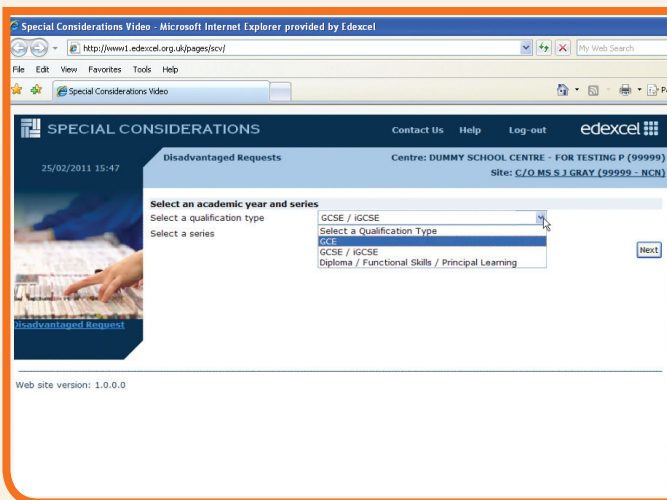 Special Considerations Video - Microsoft Internet Explorer provided by Edexcel
http://www1.edexcel.org.uk/pages/scv/
My Web Search
File Edit View Favorites Tools Help
Special Considerations Video
SPECIAL CONSIDERATIONS
Contact Us Help Log-out
edexcel
25/02/2011 15:47
Disadvantaged Requests
Centre: DUMMY SCHOOL CENTRE - FOR TESTING P (99999)
Site: C/O MS S J GRAY (99999 - NCN)
Select an academic year and series
Select a qualification type
GCSE / iGCSE
Select a series
Select a Qualification Type
GCE
GCSE / iGCSE
Diploma / Functional Skills / Principal Learning
Next
Disadvantaged Request
Web site version: 1.0.0.0